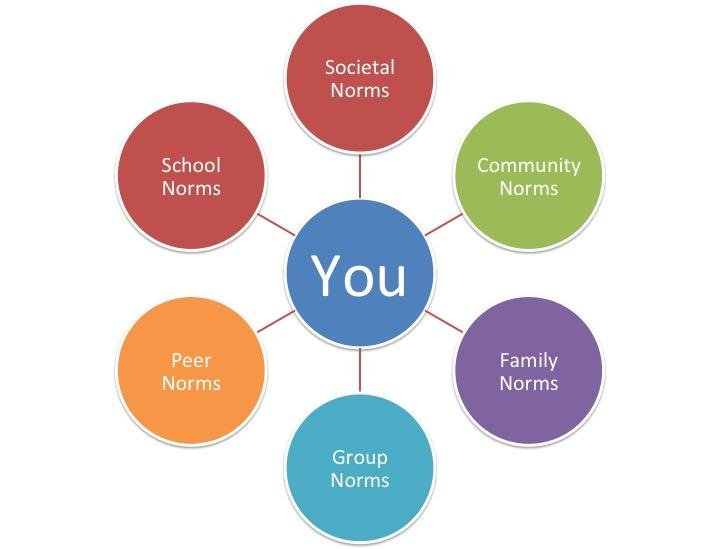 Societal
Norms
School
Norms
Community
Norms
You
Peer
Norms
Family
Norms
Group
Norms